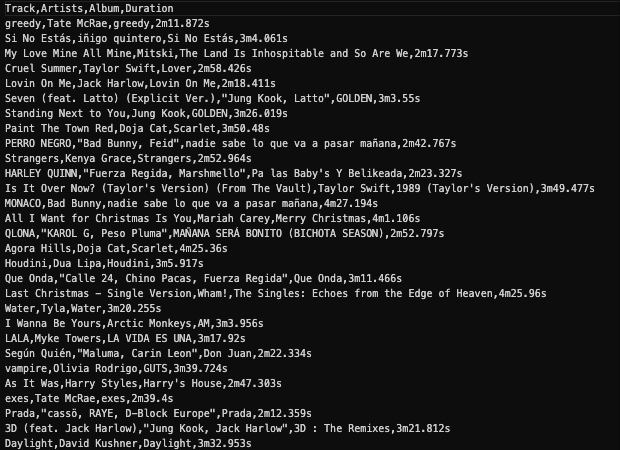 Track,Artists,Album,Duration
greedy,Tate McRae,greedy,2m11.872s
Si No Estás,iñigo quintero,Si No Estás,3m4.061s
My Love Mine All Mine,Mitski,The Land Is Inhospitable and So Are We,2m17.773s
Cruel Summer,Taylor Swift,Lover,2m58.426s
Lovin On Me,Jack Harlow,Lovin On Me,2m18.411s
Seven (feat. Latto) (Explicit Ver.),"Jung Kook, Latto",GOLDEN,3m3.55s
Standing Next to You,Jung Kook,GOLDEN,3m26.019s
Paint The Town Red,Doja Cat,Scarlet,3m50.48s
PERRO NEGRO,"Bad Bunny, Feid",nadie sabe lo que va a pasar mañana,2m42.767s
Strangers,Kenya Grace,Strangers,2m52.964s
HARLEY QUINN,"Fuerza Regida, Marshmello",Pa las Baby's Y Belikeada,2m23.327s
Is It Over Now? (Taylor's Version) (From The Vault),Taylor Swift,1989 (Taylor's Version),3m49.477s
MONACO,Bad Bunny,nadie sabe lo que va a pasar mañana,4m27.194s
All I Want for Christmas Is You,Mariah Carey,Merry Christmas,4m1.106s
QLONA,"KAROL G, Peso Pluma",MAÑANA SERÁ BONITO (BICHOTA SEASON),2m52.797s
Agora Hills,Doja Cat,Scarlet,4m25.36s
Houdini,Dua Lipa,Houdini,3m5.917s
Que Onda,"Calle 24, Chino Pacas, Fuerza Regida",Que Onda,3m11.466s
Last Christmas - Single Version,Wham!,The Singles: Echoes from the Edge of Heaven,4m25.96s
Water,Tyla,Water,3m20.255s
I Wanna Be Yours,Arctic Monkeys,AM,3m3.956s
LALA,Myke Towers,LA VIDA ES UNA,3m17.92s
Según Quién,"Maluma, Carin Leon",Don Juan,2m22.334s
vampire,Olivia Rodrigo,GUTS,3m39.724s
As It Was,Harry Styles,Harry's House,2m47.303s
exes,Tate McRae,exes,2m39.4s
Prada,"cassö, RAYE, D-Block Europe",Prada,2m12.359s
3D (feat. Jack Harlow),"Jung Kook, Jack Harlow",3D : The Remixes,3m21.812s
Daylight,David Kushner,Daylight,3m32.953s